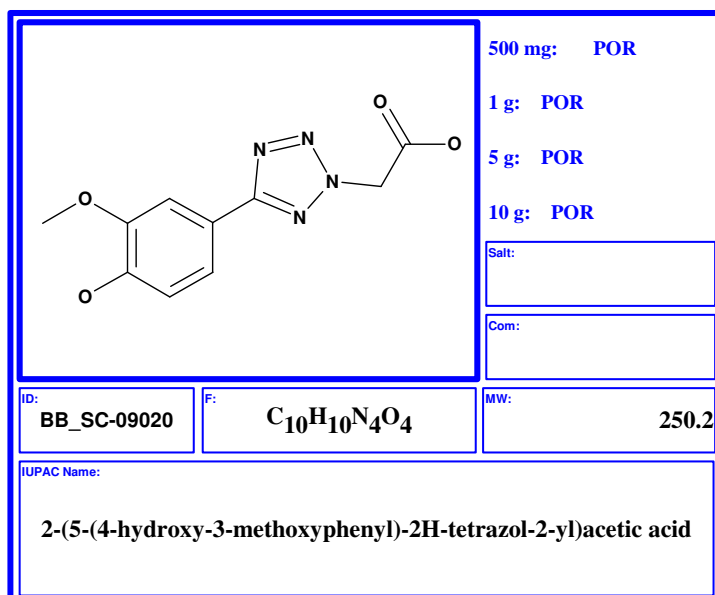 500 mg: POR
1 g: POR
5 g: POR
10 g: POR
O
O
N
N
N
N
O
O
Salt:
Com:
ID:
BB_SC-09020
F:
C10H10N4O4
MW:
250.2
IUPAC Name:
2-(5-(4-hydroxy-3-methoxyphenyl)-2H-tetrazol-2-yl)acetic acid